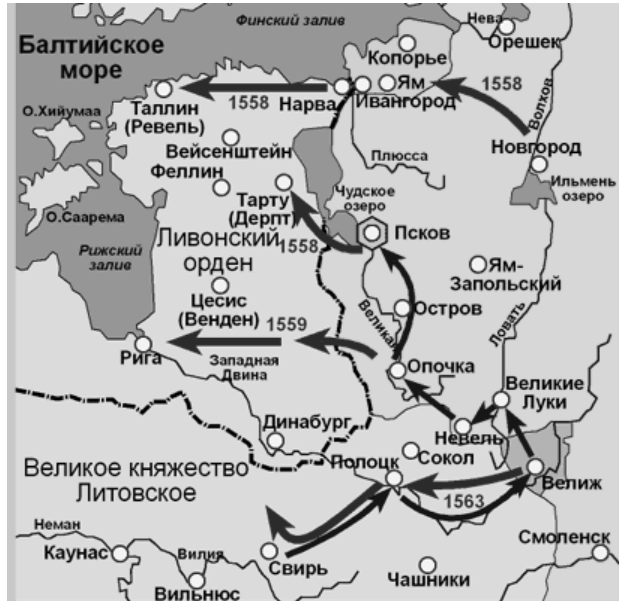 Финский залив
Нева
Орешек
Балтийское
море
Копорье
Ям
1558
Таллин
(Ревель)
1558
Нарва
Ивангород
Волхов
О.Хийумаа
Вейсенштейн
Плюсса
Новгород
Феллин
Ильмень
озеро
Тарту
(Дерпт)
Чудское
озеро
О.Саарема
Псков
Рижский
залив
Ливонский
орден
1558
Ям-
Запольский
Цесис
(Венден)
1559
Великая
Остров
Ловать
Рига
Западная
Двина
Опочка
Великие
Луки
Динабург
Невель
Великое княжество
Литовское
Полоцк
Сокол
Велиж
1563
Неман
Каунас
Вилия
Свирь
Смоленск
Вильнюс
Чашники